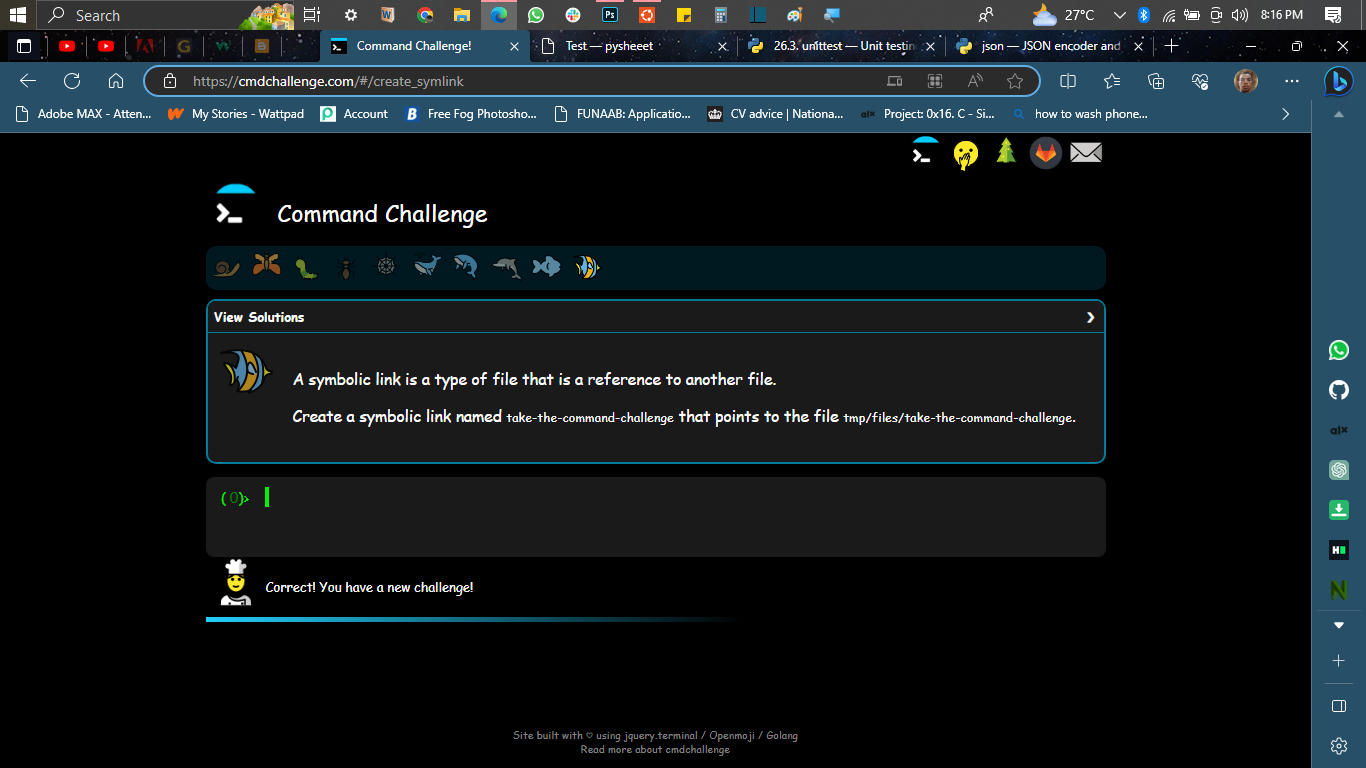 Search
27°C
8:16 PM
Command Challenge!
Test — pysheeet
26.3. unittest — Unit testin
json — JSON encoder and
https://cmdchallenge.com/#/create_symlink
Adobe MAX - Atten...
My Stories - Wattpad
Account
Free Fog Photosho...
FUNAAB: Applicatio...
CV advice | Nationa...
Project: 0x16. C - Si...
how to wash phone...
Command Challenge
View Solutions
A symbolic link is a type of file that is a reference to another file.
Create a symbolic link named take-the-command-challenge that points to the file tmp/files/take-the-command-challenge.
(0)>
Correct! You have a new challenge!
Site built with ♡ using jquery.terminal / Openmoji / Golang
Read more about cmdchallenge